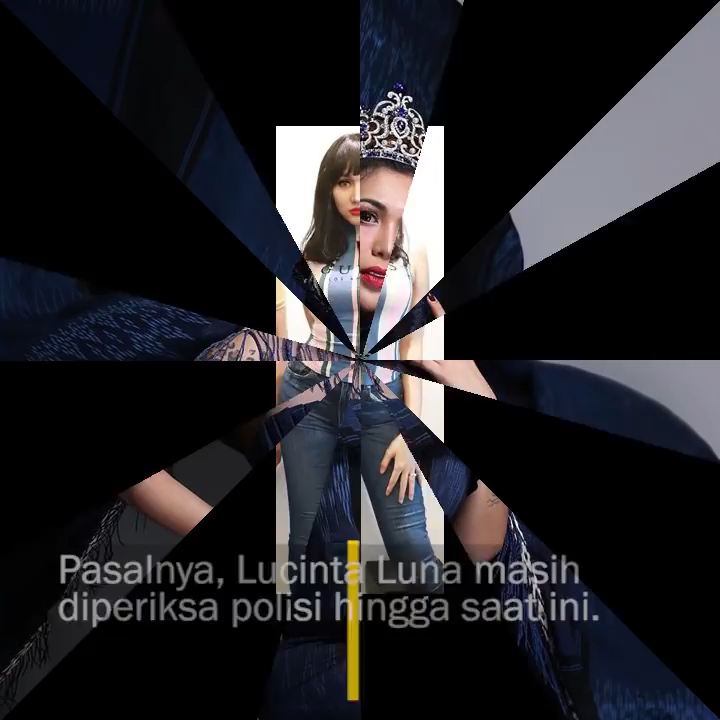 Pasalnya, Lucinta Luna masih
diperiksa polisi hingga saat ini.